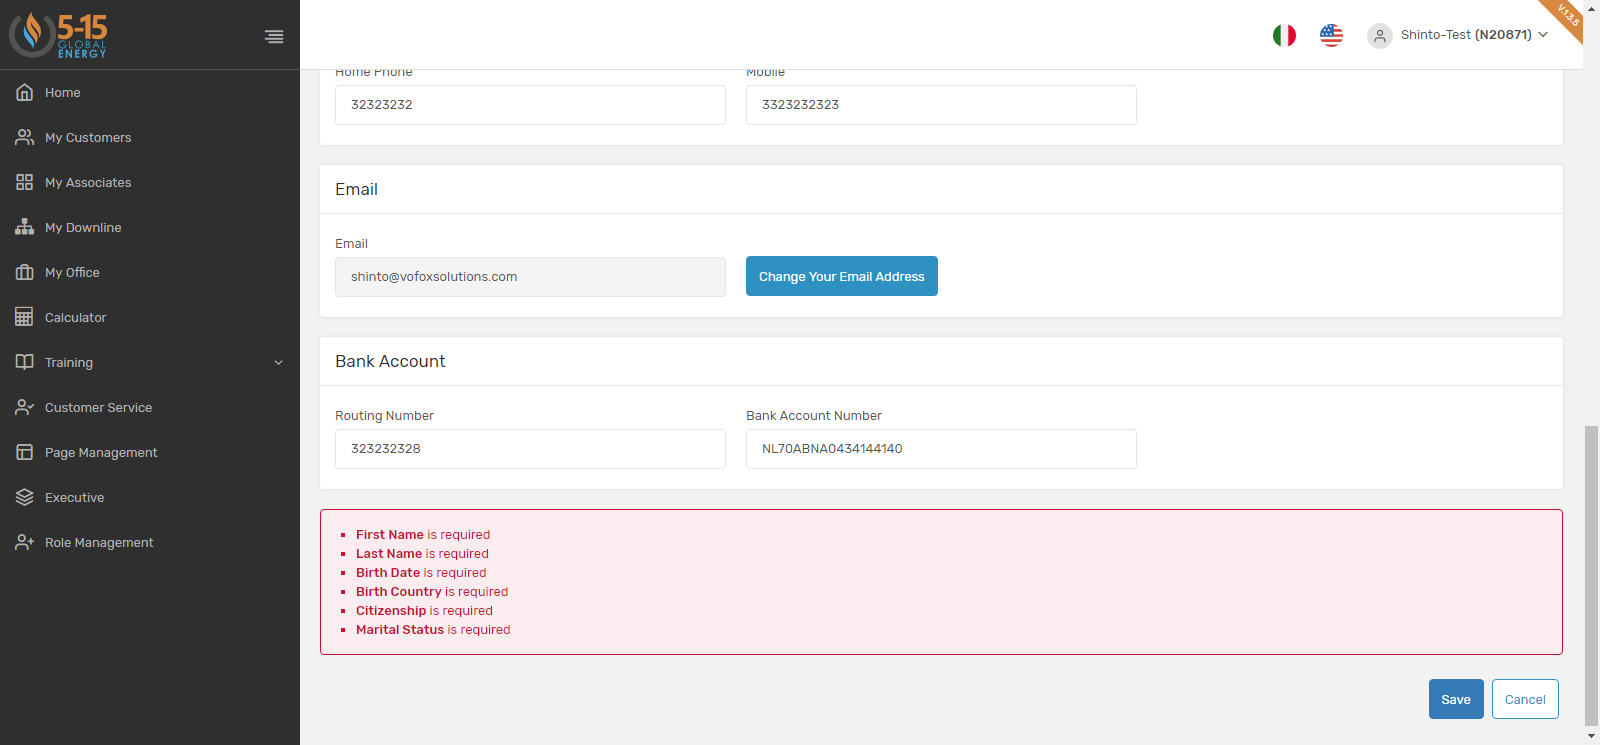 5-15
GLOBAL
ENERGY
Home
My Customers
My Associates
My Downline
My Office
Calculator
Training
Customer Service
Page Management
Executive
Role Management
Shinto-Test (N20871)
V.1.3.5
Home Phone
Mobile
32323232
3323232323
Email
Email
shinto@vofoxsolutions.com
Change Your Email Address
Bank Account
Routing Number
Bank Account Number
323232328
NL70ABNA0434144140
First Name is required
Last Name is required
Birth Date is required
Birth Country is required
Citizenship is required
Marital Status is required
Save
Cancel